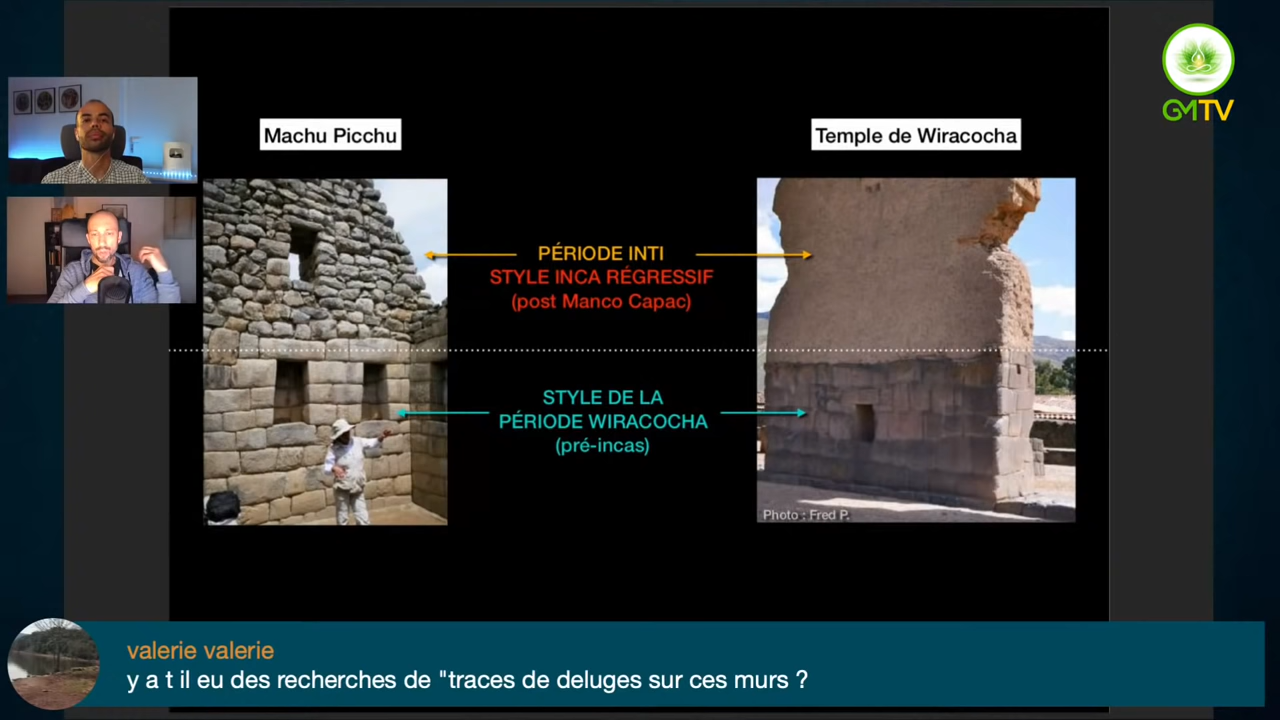 GMTV
Machu Picchu
Temple de Wiracocha
PÉRIODE INTI
STYLE INCA RÉGRESSIF
(post Manco Capac)
STYLE DE LA
PÉRIODE WIRACOCHA
(pré-incas)
Photo : Fred P.
valerie valerie
y a t il eu des recherches de "traces de deluges sur ces murs ?